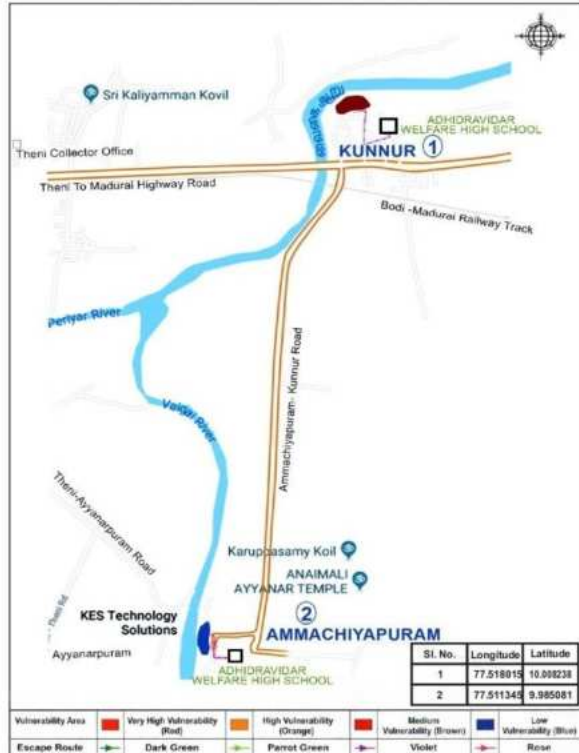 Sri Kaliyamman Kovil
ADHIDRAVIDAR
WELFARE HIGH SCHOOL
KUNNUR 1
Theni Collector Office
Theni To Madurai Highway Road
Bodi -Madurai Railway Track
Periyar River
Vaigai River
Ammachiyapuram- Kunnur Road
Theni-Ayyanarpuram Road
Karuppasamy Koil
ANAIMALI
AYYANAR TEMPLE
KES Technology
Solutions
2
AMMACHIYAPURAM
Ayyanarpuram
ADHIDRAVIDAR
WELFARE HIGH SCHOOL
Sl. No. Longitude Latitude
1 77.518015 10.008238
2 77.511345 9.985081
Vulnerability Area Very High Vulnerability (Red) High Vulnerability (Orange) Medium Vulnerability (Brown) Low Vulnerability (Blue)
Escape Route Dark Green Parrot Green Violet Rose